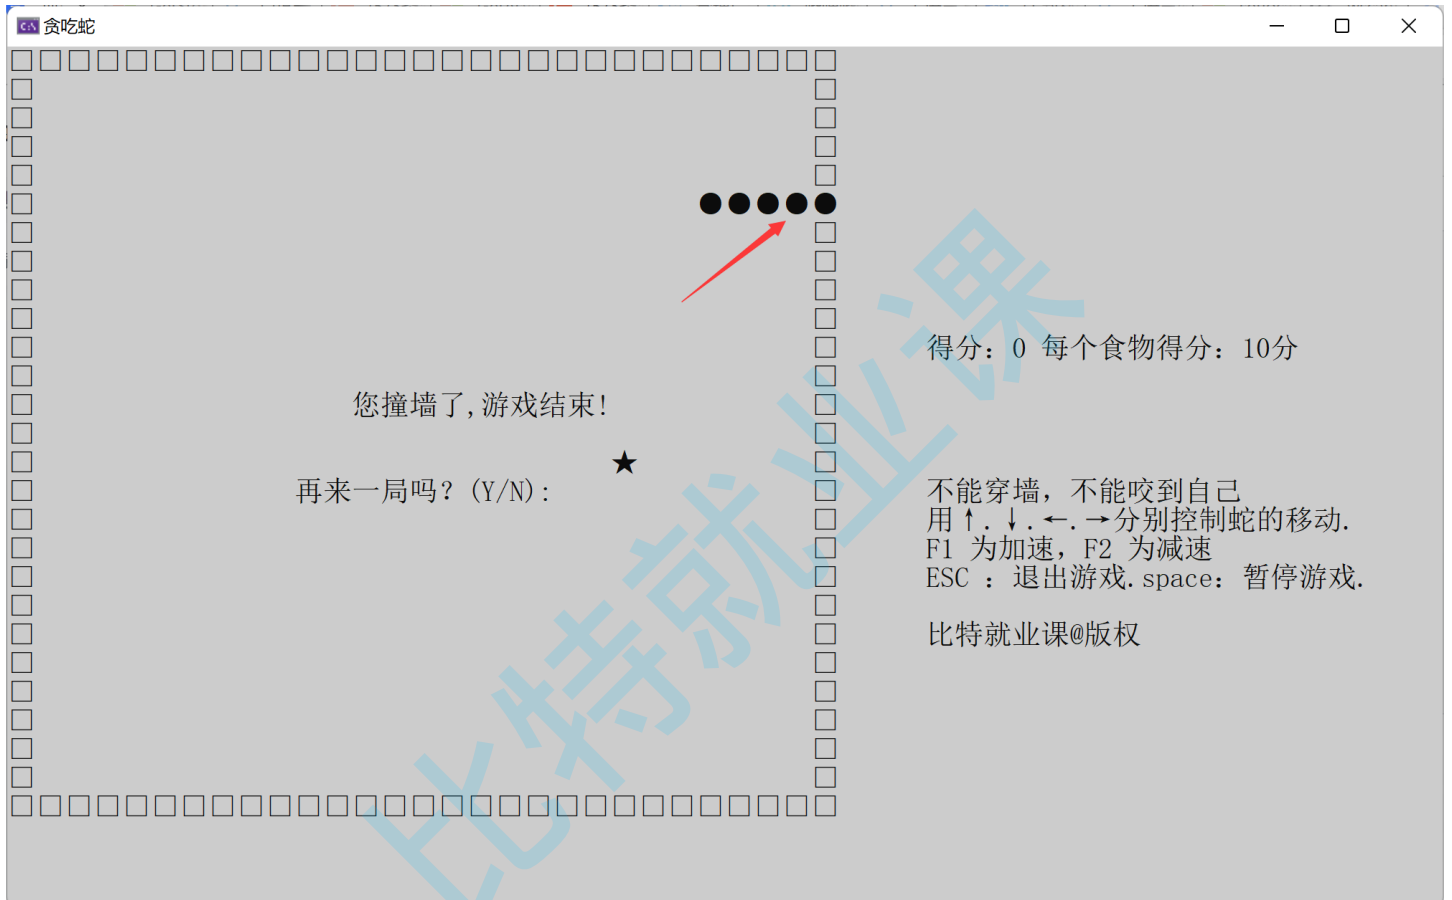 贪吃蛇
得分：0 每个食物得分：10分
您撞墙了,游戏结束!
再来一局吗？(Y/N):
不能穿墙，不能咬到自己
用↑.↓.←.→分别控制蛇的移动.
F1 为加速，F2 为减速
ESC ：退出游戏.space：暂停游戏.
比特就业课@版权
比特就业课